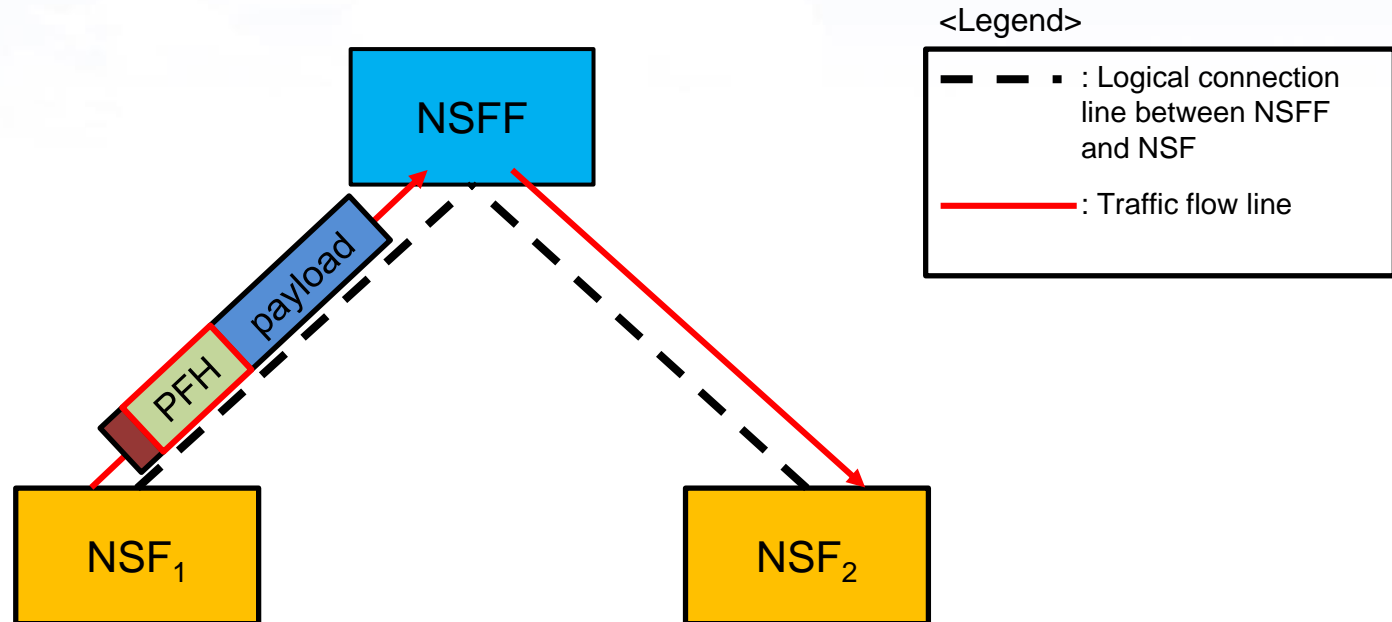 <Legend>
: Logical connection
line between NSFF
and NSF
: Traffic flow line
NSFF
payload
PFH
NSF₁
NSF₂